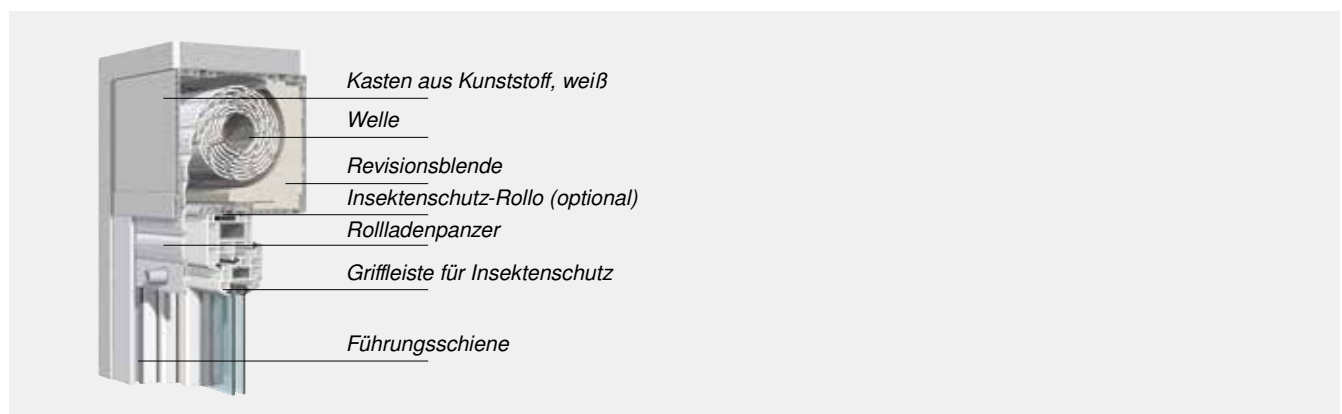 Kasten aus Kunststoff, weiß
Welle
Revisionsblende
Insektenschutz-Rollo (optional)
Rollladenpanzer
Griffleiste für Insektenschutz
Führungsschiene